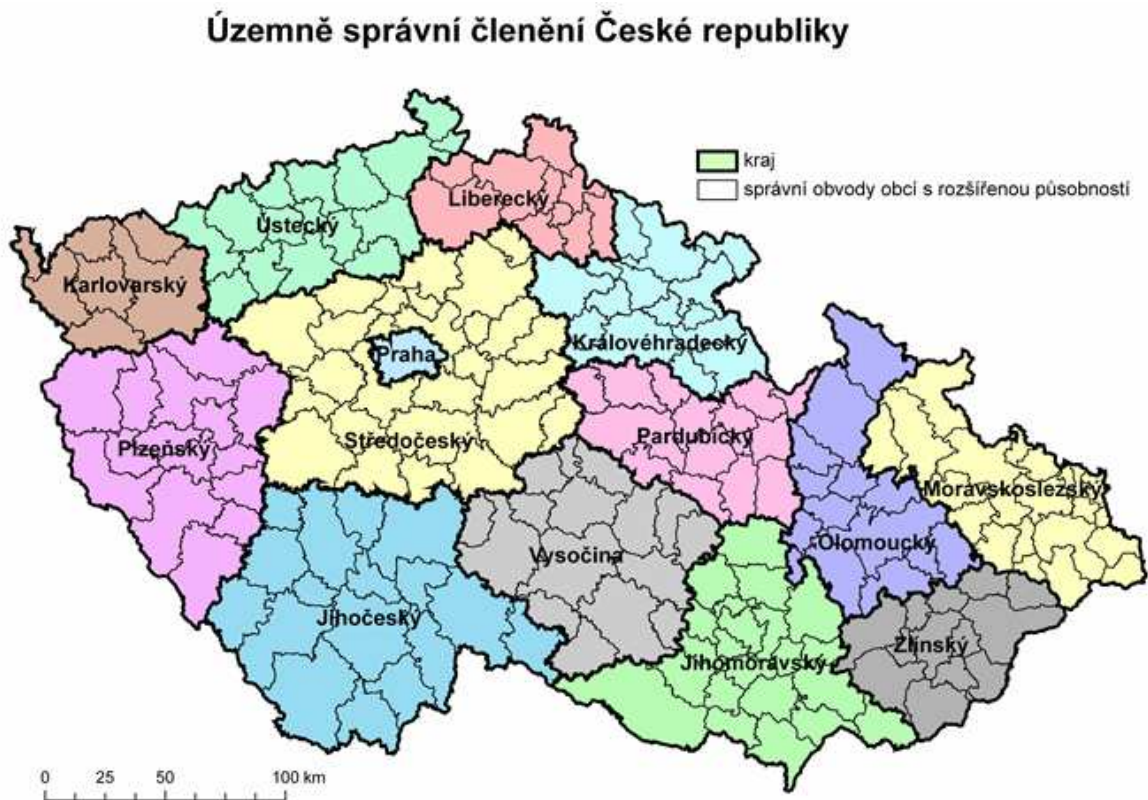 Územně správní členění České republiky
kraj
správní obvody obcí s rozšířenou působností
Liberecký
Ústecký
Karlovarský
Královéhradecký
Praha
Plzeňský
Středočeský
Pardubický
Moravskoslezský
Olomoucký
Vysočina
Jihočeský
Zlínský
Jihomoravský
0 25 50 100 km